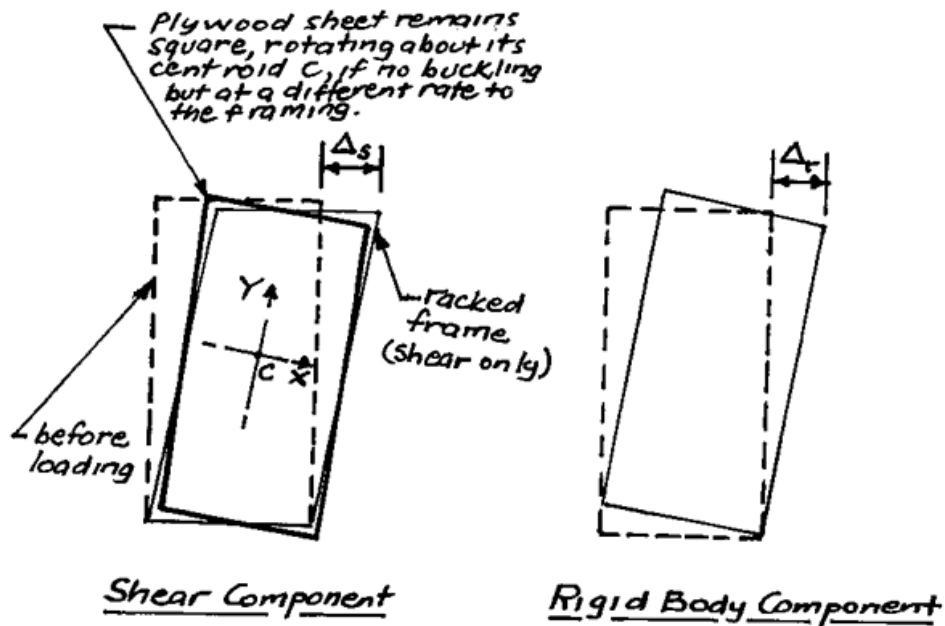 Plywood sheet remains
square, rotating about its
centroid C, if no buckling
but at a different rate to
the framing.
Δs
Δr
Y
C X
racked
frame
(shear only)
before
loading
Shear Component
Rigid Body Component